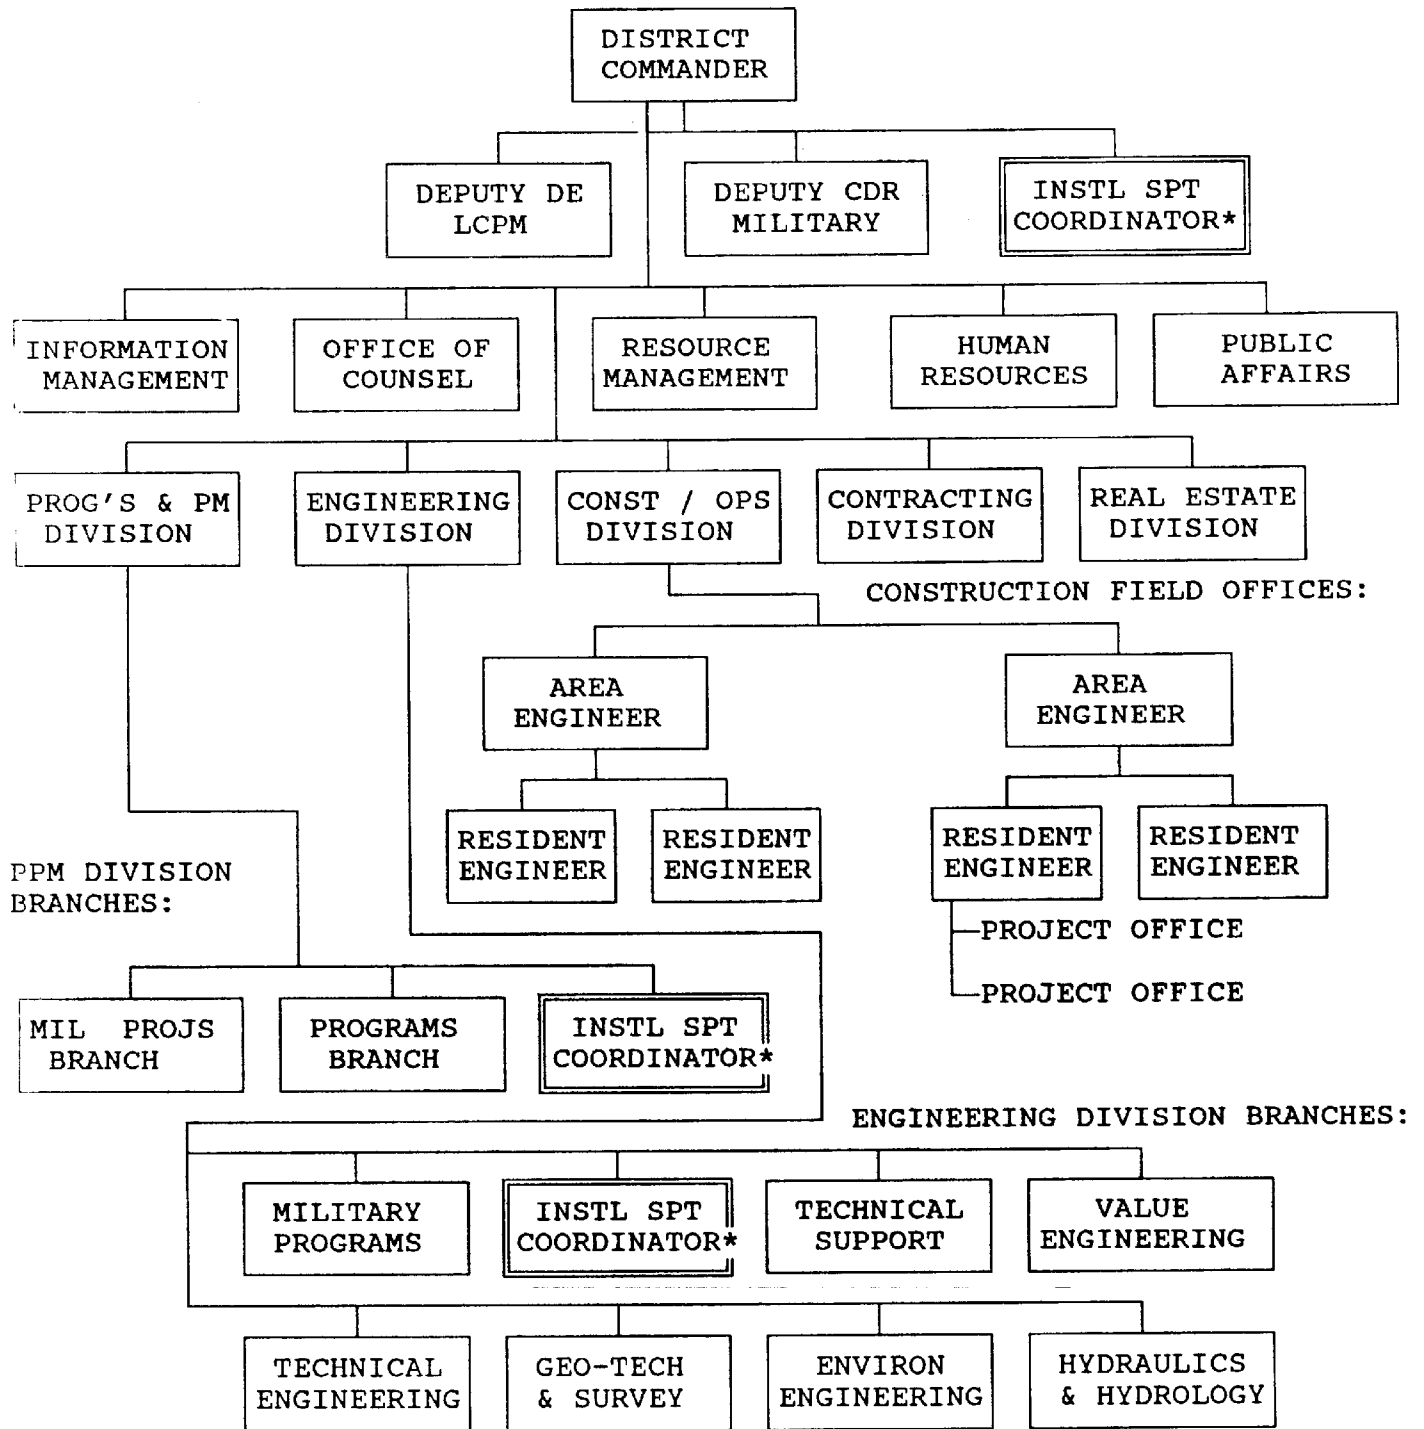 DISTRICT
COMMANDER
DEPUTY DE
LCPM
DEPUTY CDR
MILITARY
INSTL SPT
COORDINATOR*
INFORMATION
MANAGEMENT
OFFICE OF
COUNSEL
RESOURCE
MANAGEMENT
HUMAN
RESOURCES
PUBLIC
AFFAIRS
PROG'S & PM
DIVISION
ENGINEERING
DIVISION
CONST / OPS
DIVISION
CONTRACTING
DIVISION
REAL ESTATE
DIVISION
CONSTRUCTION FIELD OFFICES:
AREA
ENGINEER
AREA
ENGINEER
RESIDENT
ENGINEER
RESIDENT
ENGINEER
RESIDENT
ENGINEER
RESIDENT
ENGINEER
PROJECT OFFICE
PROJECT OFFICE
PPM DIVISION
BRANCHES:
MIL PROJS
BRANCH
PROGRAMS
BRANCH
INSTL SPT
COORDINATOR*
ENGINEERING DIVISION BRANCHES:
MILITARY
PROGRAMS
INSTL SPT
COORDINATOR*
TECHNICAL
SUPPORT
VALUE
ENGINEERING
TECHNICAL
ENGINEERING
GEO-TECH
& SURVEY
ENVIRON
ENGINEERING
HYDRAULICS
& HYDROLOGY